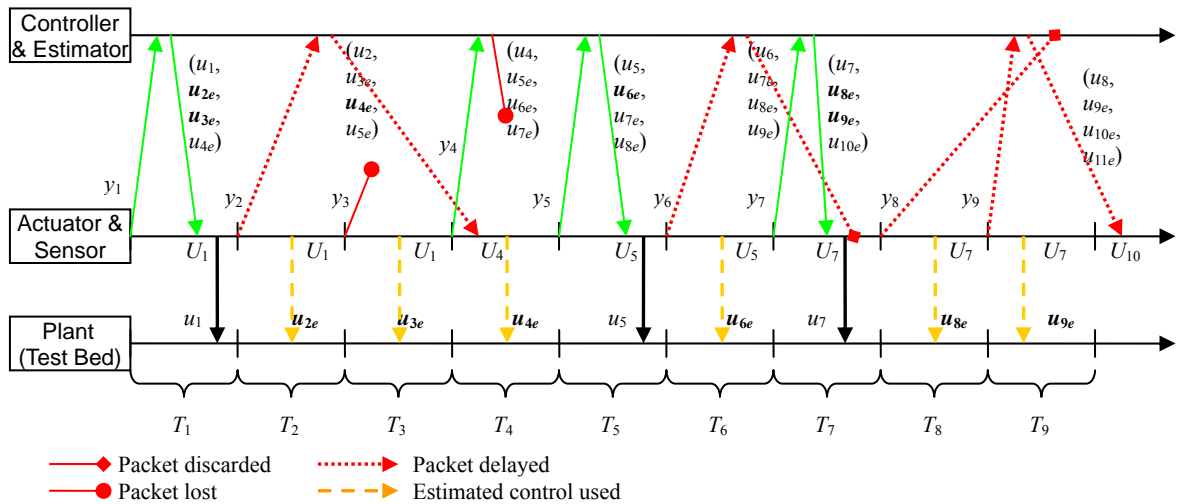 Controller
& Estimator
(u1,
u2e,
u3e,
u4e)
(u2,
u3e,
u4e,
u5e)
(u4,
u5e,
u6e,
u7e)
(u5,
u6e,
u7e,
u8e)
(u6,
u7e,
u8e,
u9e)
(u7,
u8e,
u9e,
u10e)
(u8,
u9e,
u10e,
u11e)
y1 y2 y3 y4 y5 y6 y7 y8 y9
Actuator &
Sensor
U1 U1 U1 U4 U5 U5 U7 U7 U7 U10
u1 u2e u3e u4e u5 u6e u7 u8e u9e
Plant
(Test Bed)
T1 T2 T3 T4 T5 T6 T7 T8 T9
Packet discarded Packet delayed
Packet lost Estimated control used